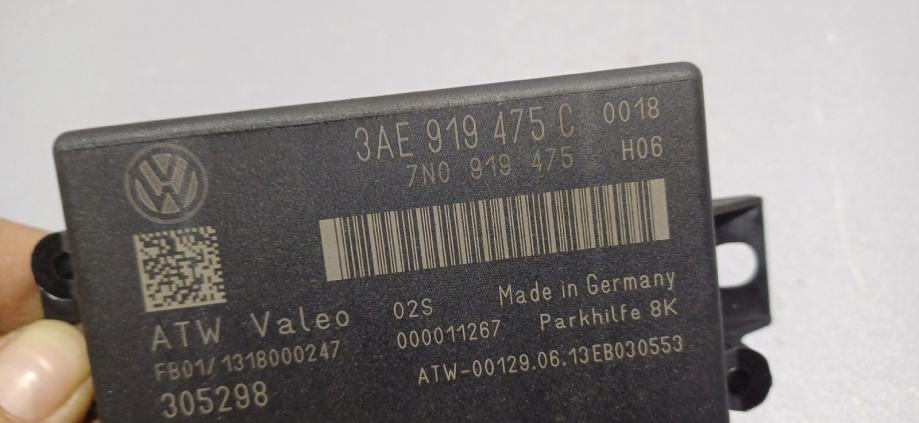 3AE 919 475 C 0018
7N0 919 475 H06
ATW Valeo 02S Made in Germany
FB01/1318000247 000011267 Parkhilfe 8K
305298 ATW-00129.06.13EB030553